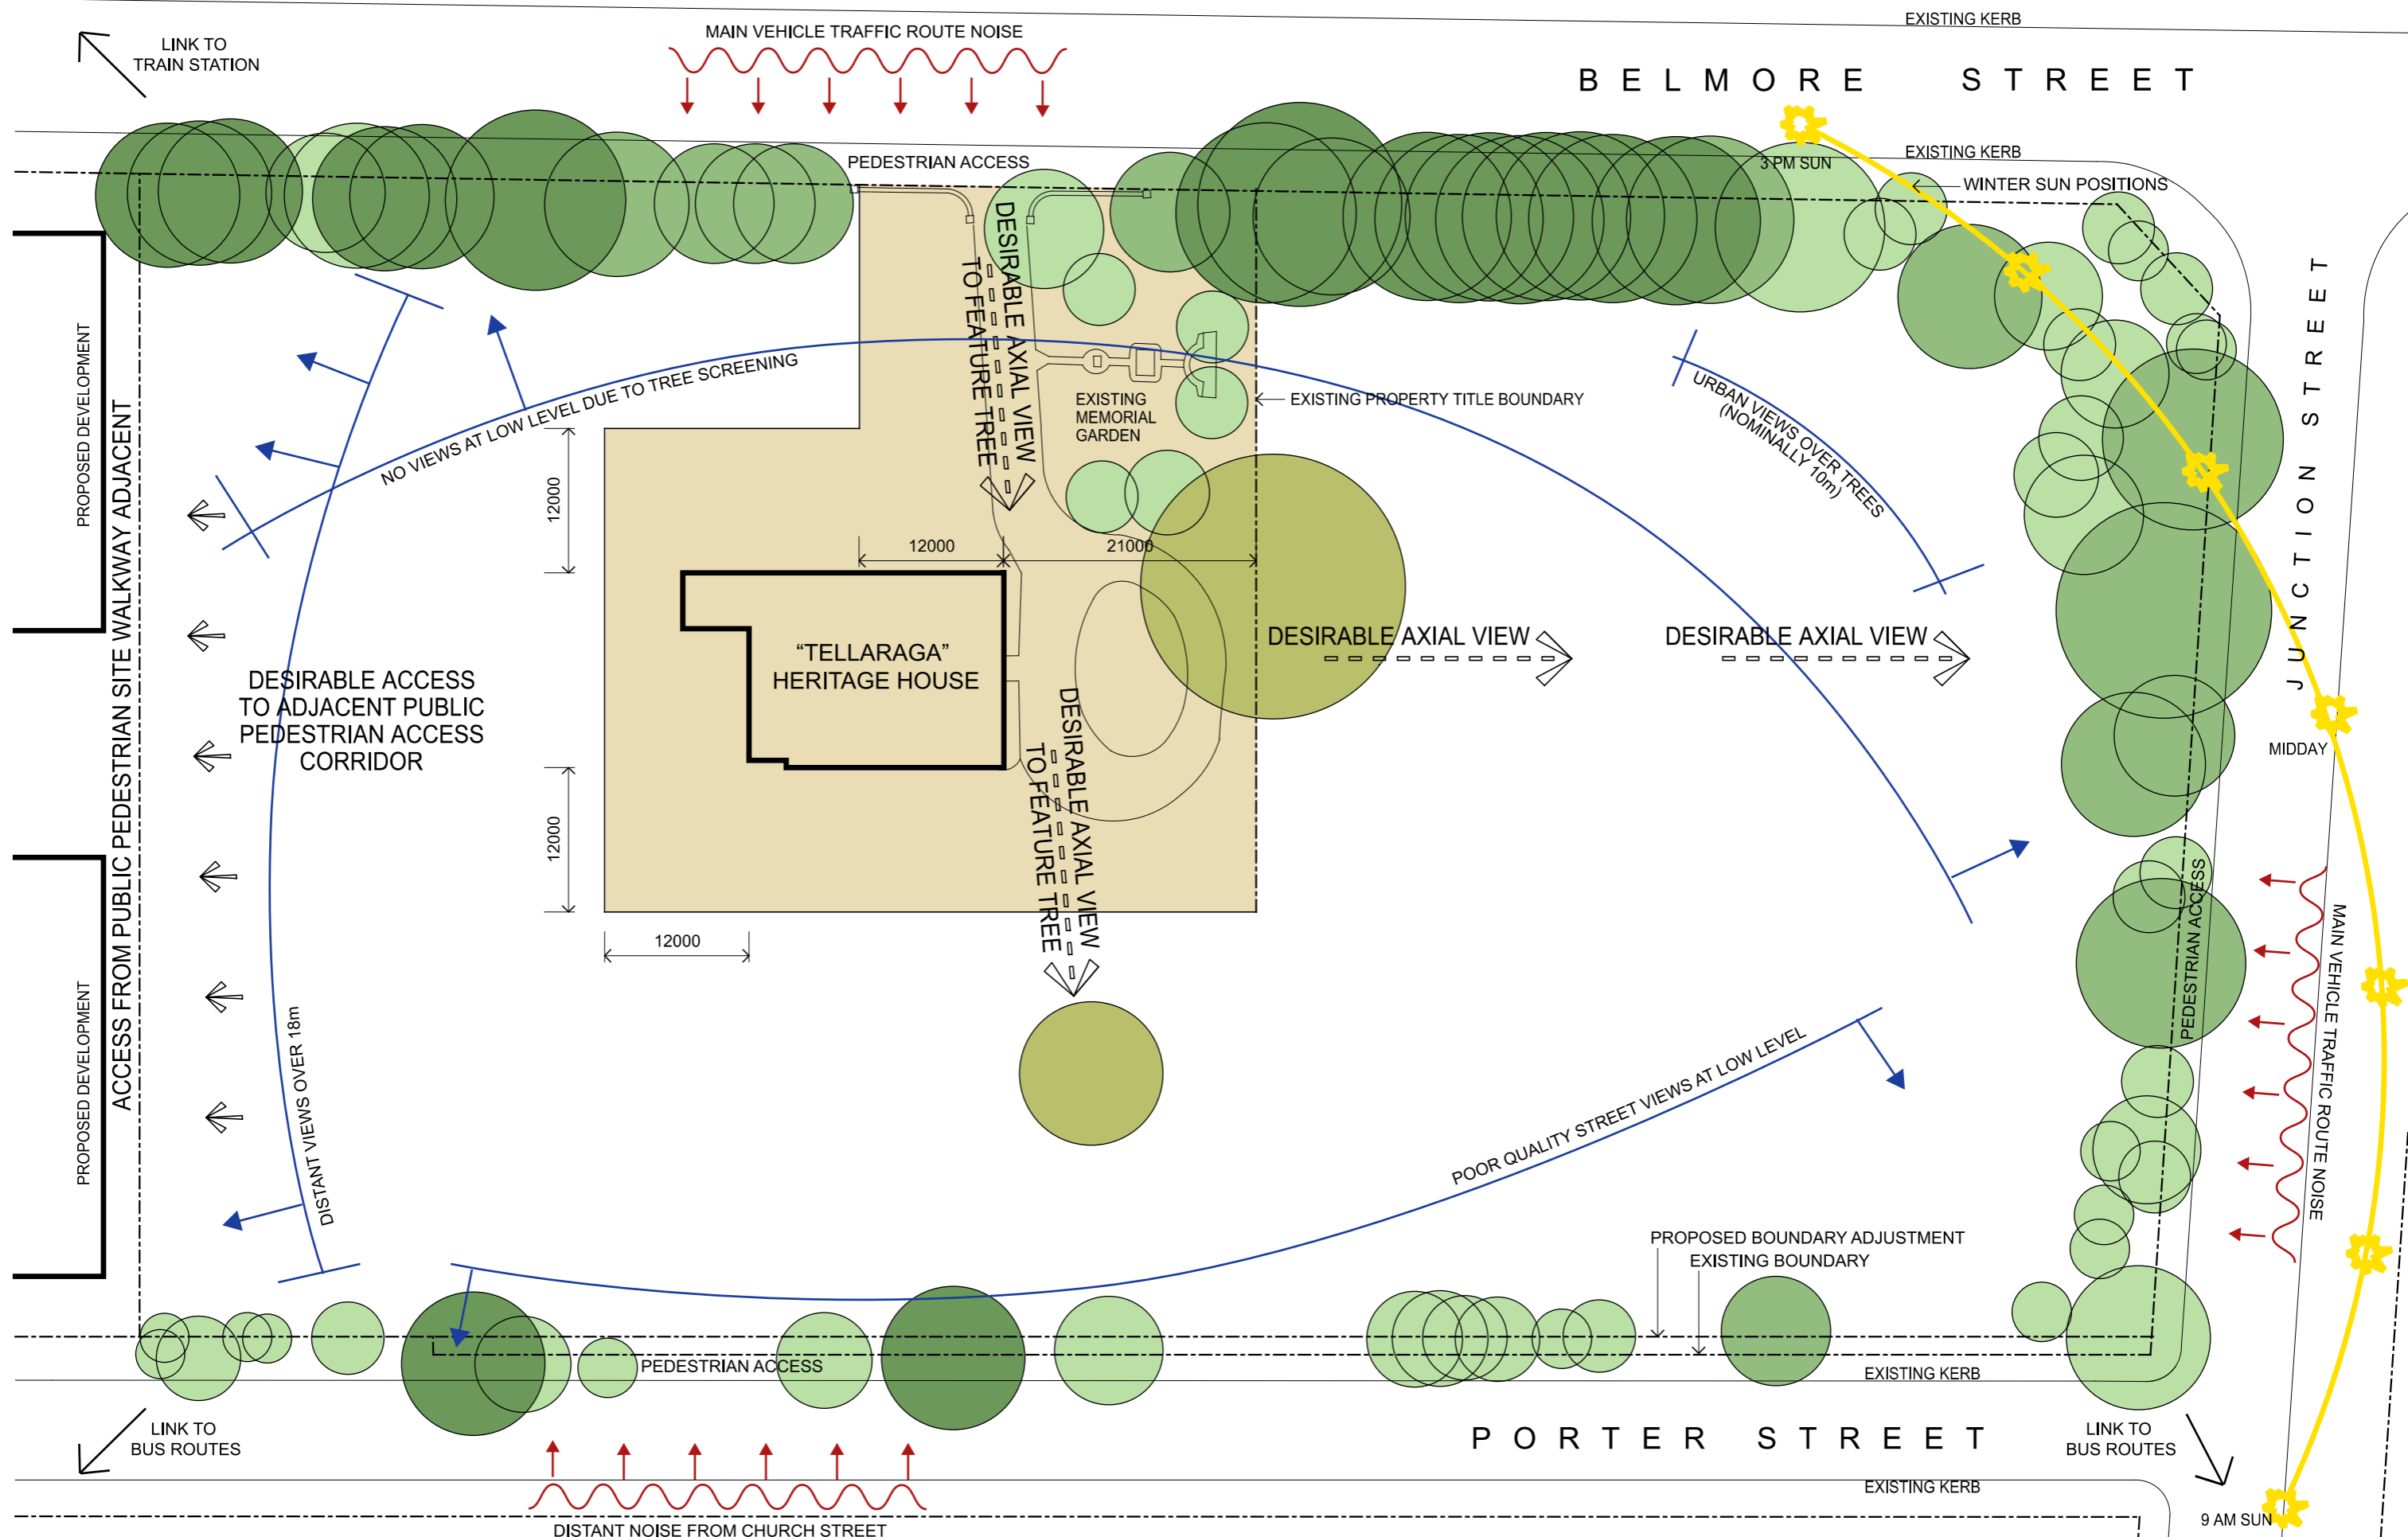 EXISTING KERB
MAIN VEHICLE TRAFFIC ROUTE NOISE
LINK TO
TRAIN STATION
BELMORE STREET
PEDESTRIAN ACCESS
3 PM SUN
EXISTING KERB
WINTER SUN POSITIONS
PROPOSED DEVELOPMENT
ACCESS FROM PUBLIC PEDESTRIAN SITE WALKWAY ADJACENT
NO VIEWS AT LOW LEVEL DUE TO TREE SCREENING
DESIRABLE AXIAL VIEW
TO FEATURE TREE
EXISTING
MEMORIAL
GARDEN
EXISTING PROPERTY TITLE BOUNDARY
URBAN VIEWS OVER TREES
(NOMINALLY 10m)
JUNCTION STREET
12000
12000
21000
"TELLARAGA"
HERITAGE HOUSE
DESIRABLE AXIAL VIEW
DESIRABLE AXIAL VIEW
DESIRABLE ACCESS
TO ADJACENT PUBLIC
PEDESTRIAN ACCESS
CORRIDOR
MIDDAY
12000
DESIRABLE AXIAL VIEW
TO FEATURE TREE
12000
PEDESTRIAN ACCESS
MAIN VEHICLE TRAFFIC ROUTE NOISE
PROPOSED DEVELOPMENT
DISTANT VIEWS OVER 18m
POOR QUALITY STREET VIEWS AT LOW LEVEL
PROPOSED BOUNDARY ADJUSTMENT
EXISTING BOUNDARY
PEDESTRIAN ACCESS
EXISTING KERB
LINK TO
BUS ROUTES
PORTER STREET
LINK TO
BUS ROUTES
EXISTING KERB
9 AM SUN
DISTANT NOISE FROM CHURCH STREET